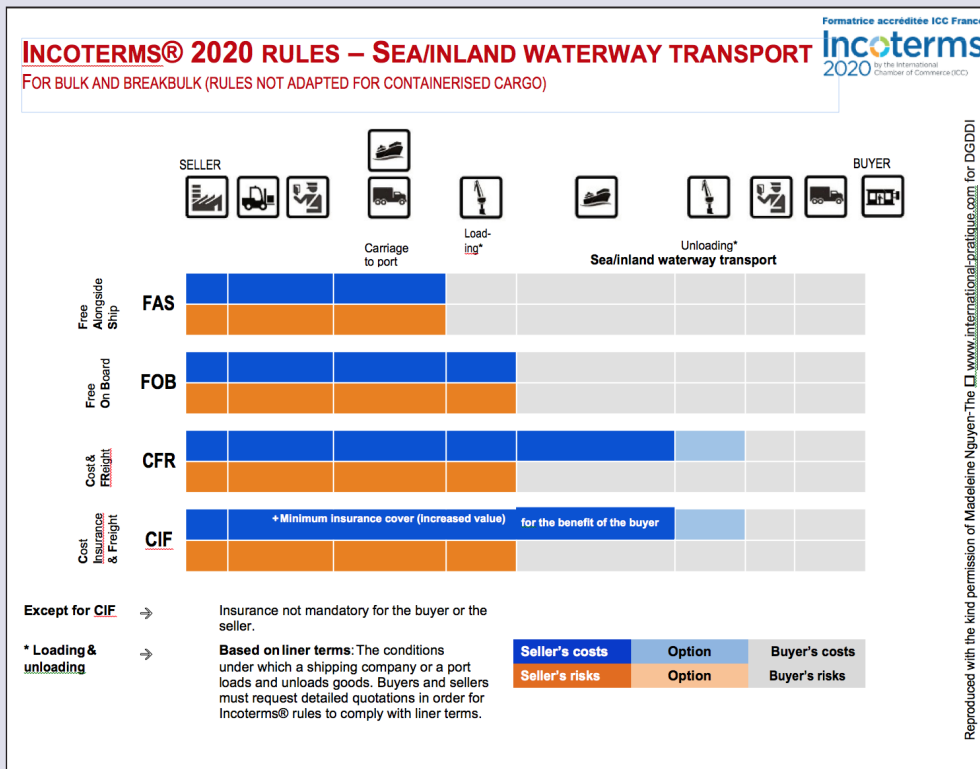 Formatrice accréditée ICC France
INCOTERMS® 2020 RULES – SEA/INLAND WATERWAY TRANSPORT
FOR BULK AND BREAKBULK (RULES NOT ADAPTED FOR CONTAINERISED CARGO)
Incoterms
2020 by the International
Chamber of Commerce (ICC)
SELLER
BUYER
Carriage
to port
Load-
ing*
Unloading*
Sea/inland waterway transport
Free
Alongside
Ship
FAS
Free
On Board
FOB
Cost &
FReight
CFR
Cost
Insurance
& Freight
CIF
+Minimum insurance cover (increased value)
for the benefit of the buyer
Except for CIF
Insurance not mandatory for the buyer or the
seller.
* Loading &
unloading
Based on liner terms: The conditions
under which a shipping company or a port
loads and unloads goods. Buyers and sellers
must request detailed quotations in order for
Incoterms® rules to comply with liner terms.
Seller's costs
Option
Buyer's costs
Seller's risks
Option
Buyer's risks
Reproduced with the kind permission of Madeleine Nguyen-The www.international-pratique.com for DGDDI